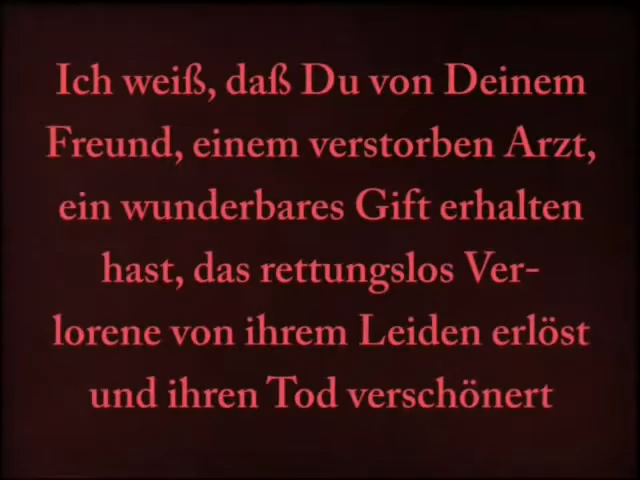 Ich weiß, daß Du von Deinem
Freund, einem verstorben Arzt,
ein wunderbares Gift erhalten
hast, das rettungslos Ver-
lorene von ihrem Leiden erlöst
und ihren Tod verschönert